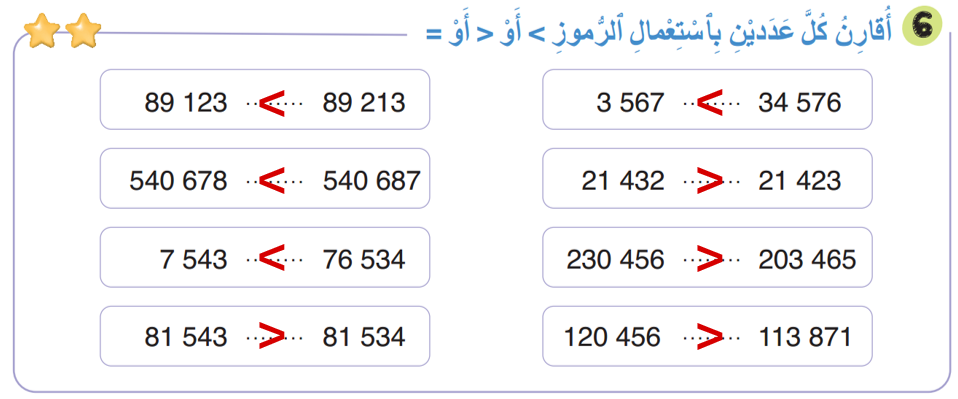 6 أُقارِنُ كُلَّ عَدَدَيْنِ بِٱسْتِعْمالِ ٱلرُّموزِ > أَوْ < أَوْ =
89 123 < 89 213
3 567 < 34 576
540 678 < 540 687
21 432 > 21 423
7 543 < 76 534
230 456 > 203 465
81 543 > 81 534
120 456 > 113 871